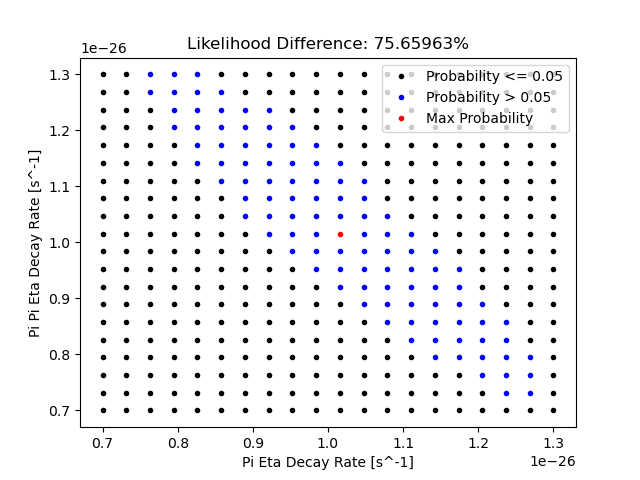 Likelihood Difference: 75.65963%
1e−26
Probability <= 0.05
Probability > 0.05
Max Probability
Pi Pi Eta Decay Rate [s^-1]
1.3
1.2
1.1
1.0
0.9
0.8
0.7
0.7 0.8 0.9 1.0 1.1 1.2 1.3
Pi Eta Decay Rate [s^-1]
1e−26